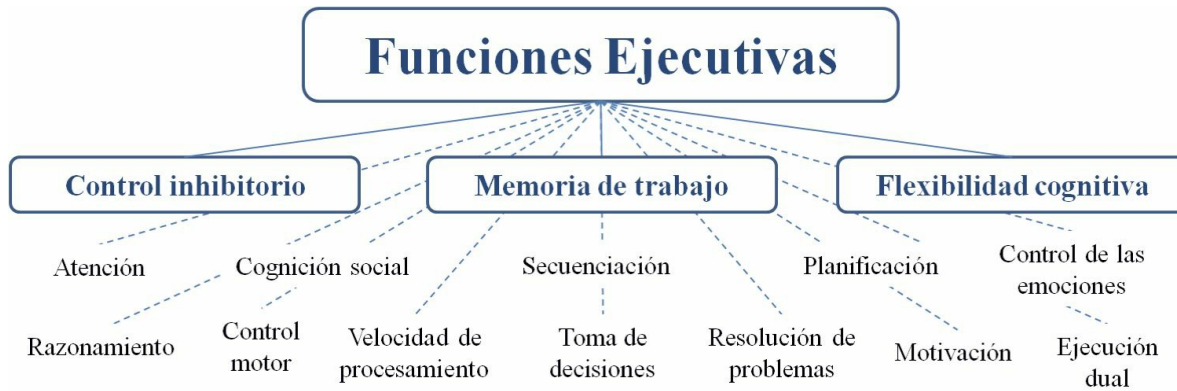 Funciones Ejecutivas
Control inhibitorio
Memoria de trabajo
Flexibilidad cognitiva
Atención
Cognición social
Secuenciación
Planificación
Control de las
emociones
Razonamiento
Control
motor
Velocidad de
procesamiento
Toma de
decisiones
Resolución de
problemas
Motivación
Ejecución
dual